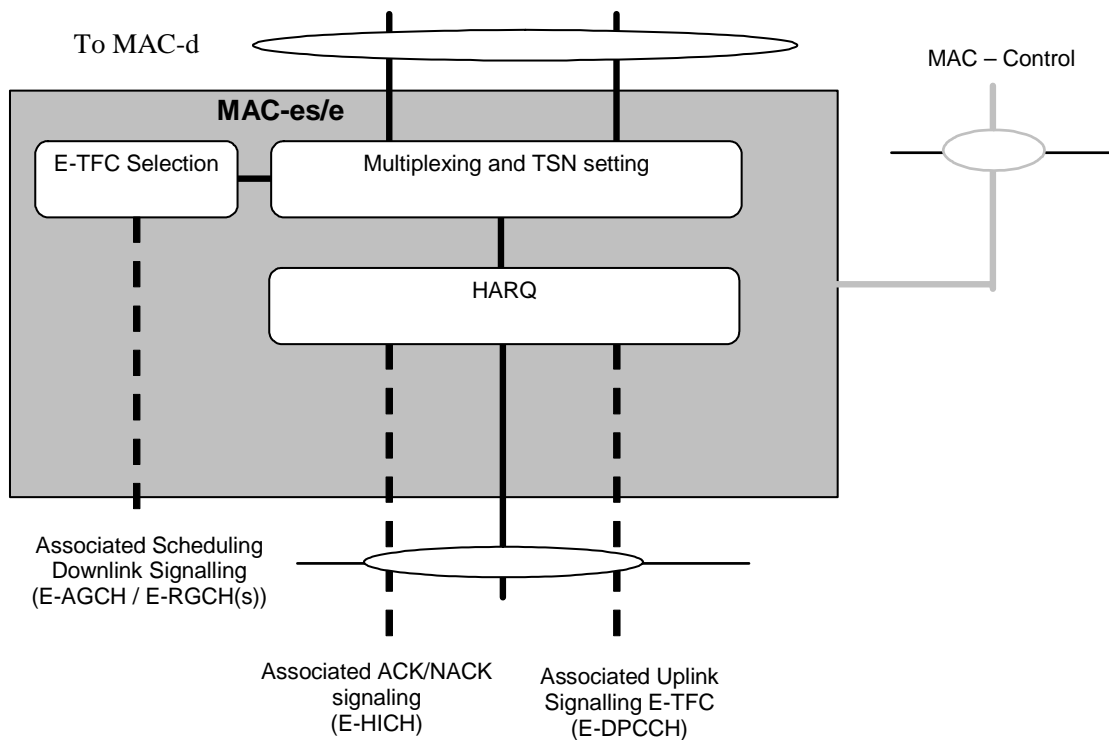 To MAC-d
MAC – Control
MAC-es/e
E-TFC Selection
Multiplexing and TSN setting
HARQ
Associated Scheduling
Downlink Signalling
(E-AGCH / E-RGCH(s))
Associated ACK/NACK
signaling
(E-HICH)
Associated Uplink
Signalling E-TFC
(E-DPCCH)